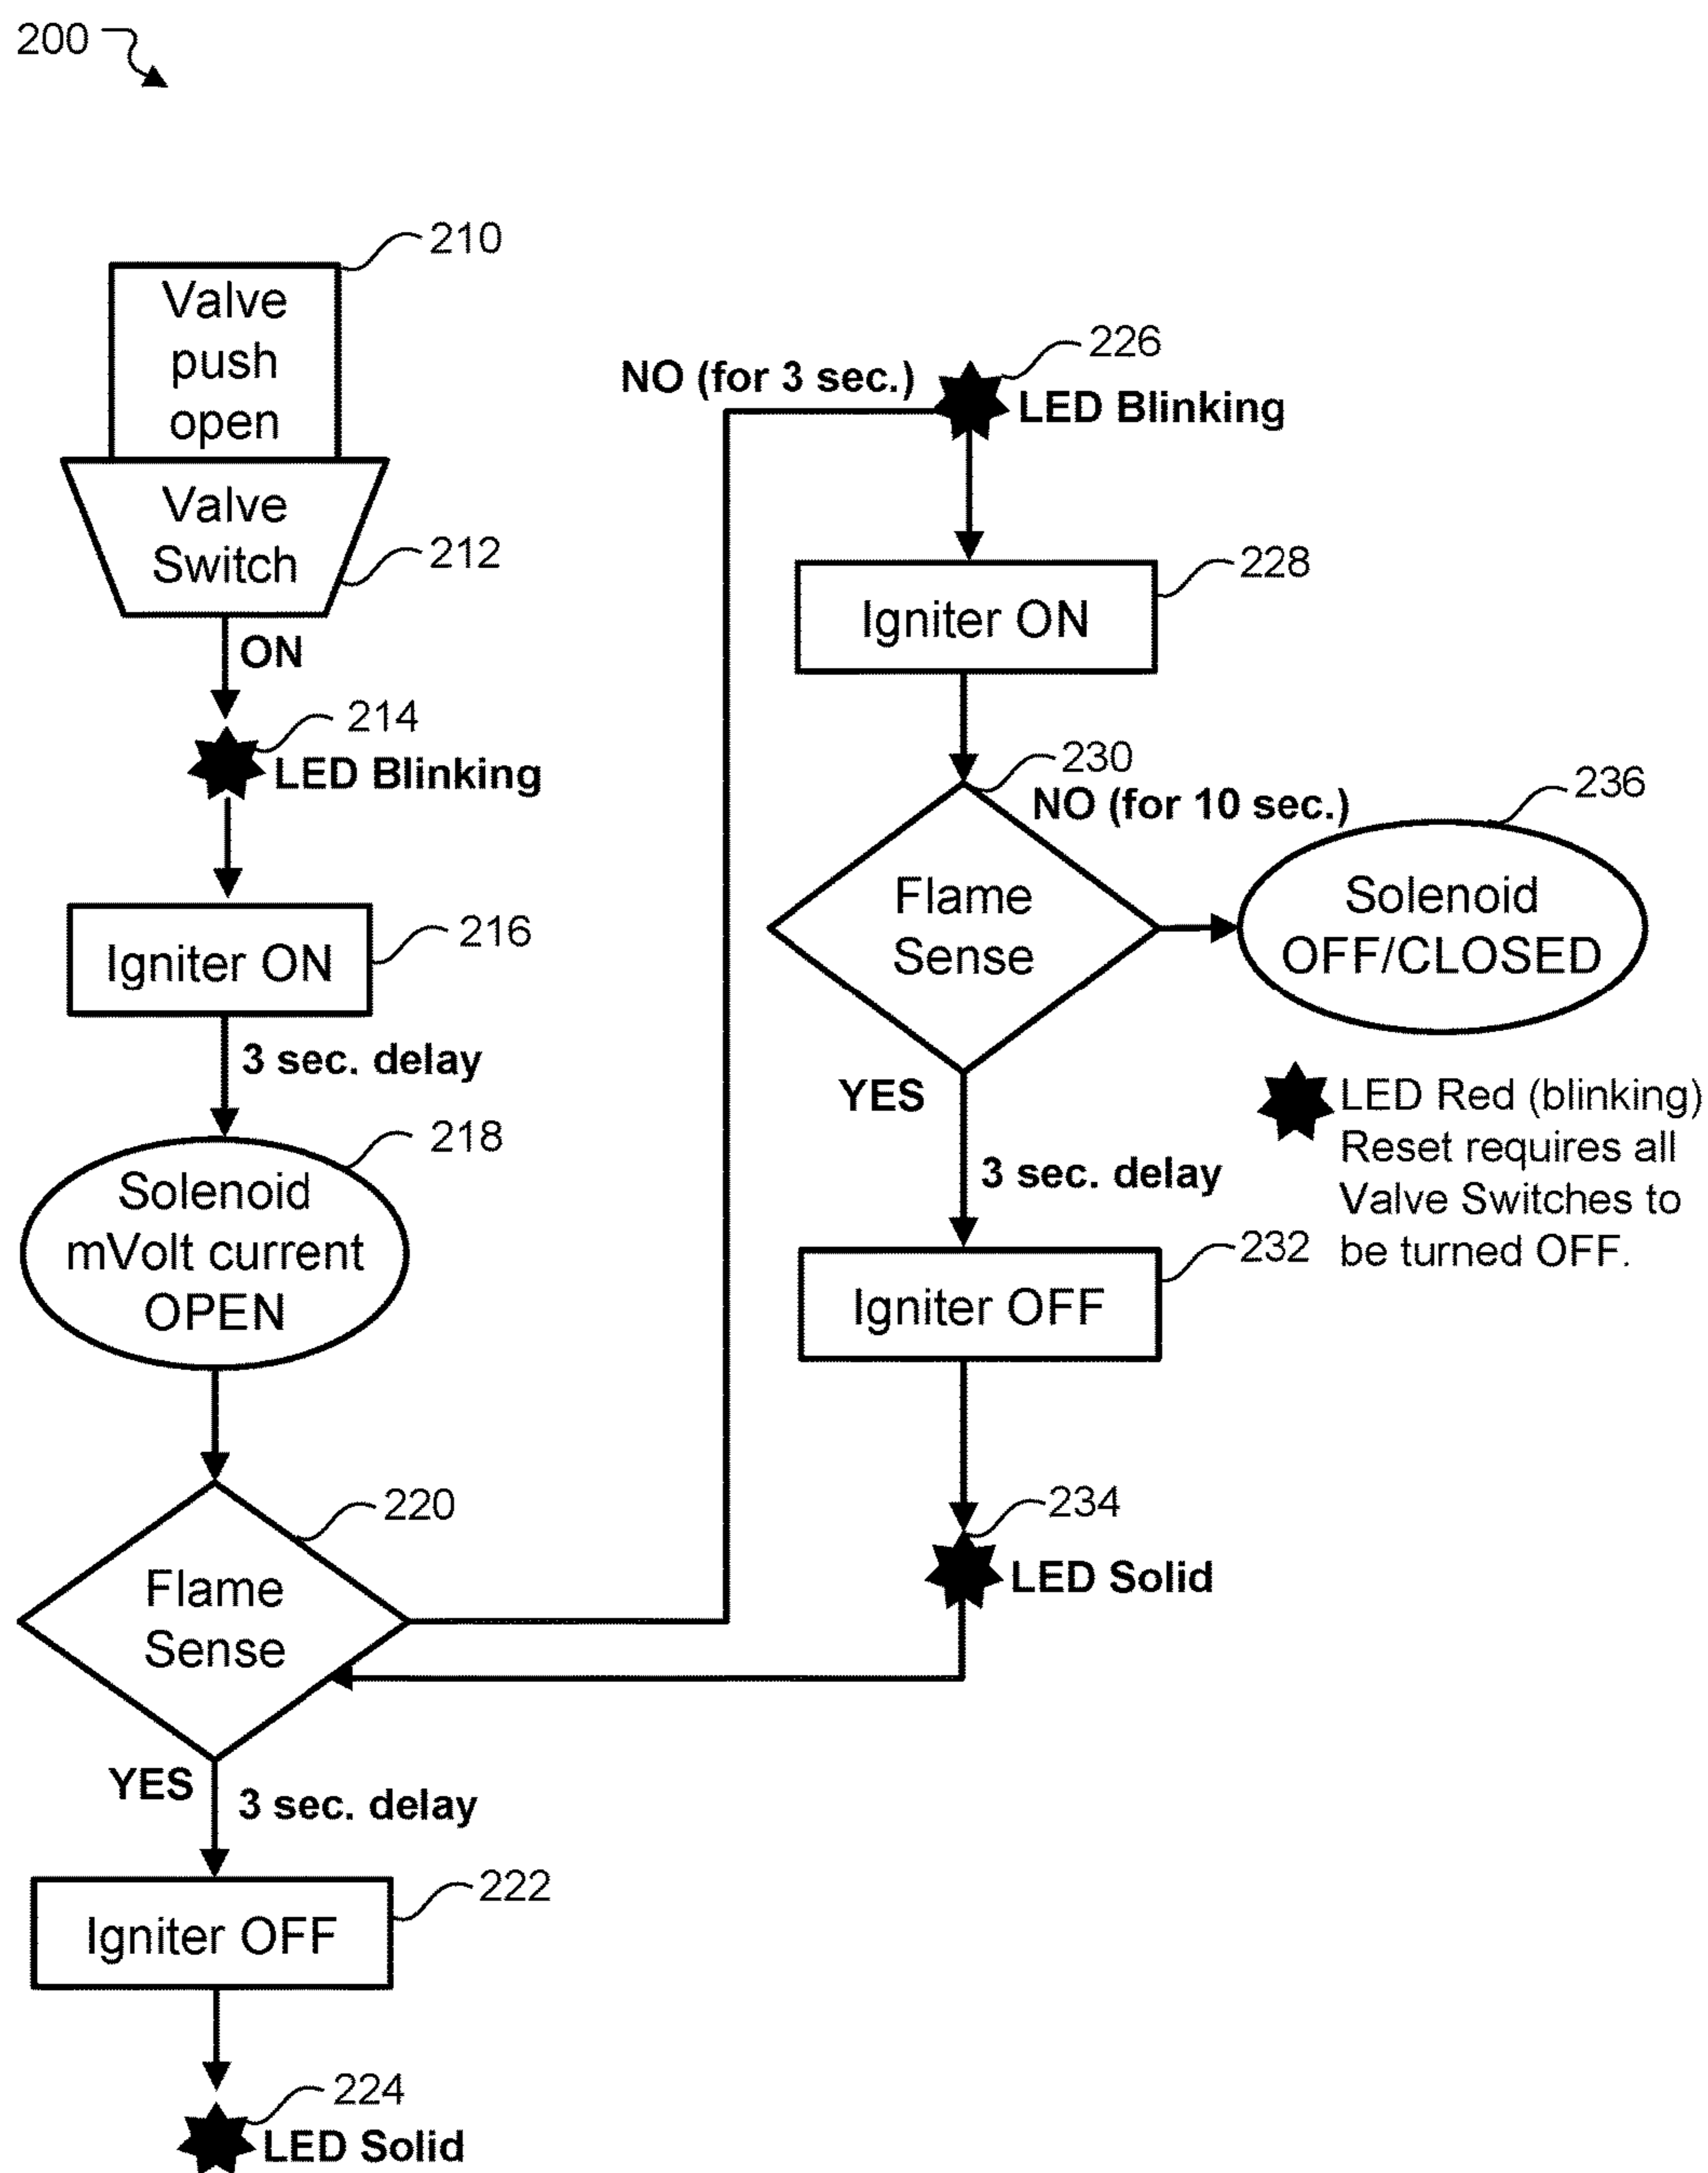 200
210
Valve
push
open
Valve
Switch
212
ON
214
LED Blinking
Igniter ON
216
3 sec. delay
218
Solenoid
mVolt current
OPEN
220
Flame
Sense
YES
3 sec. delay
222
Igniter OFF
224
LED Solid
NO (for 3 sec.)
226
LED Blinking
228
Igniter ON
230
NO (for 10 sec.)
Flame
Sense
236
Solenoid
OFF/CLOSED
LED Red (blinking)
Reset requires all
Valve Switches to
be turned OFF.
YES
3 sec. delay
232
Igniter OFF
234
LED Solid